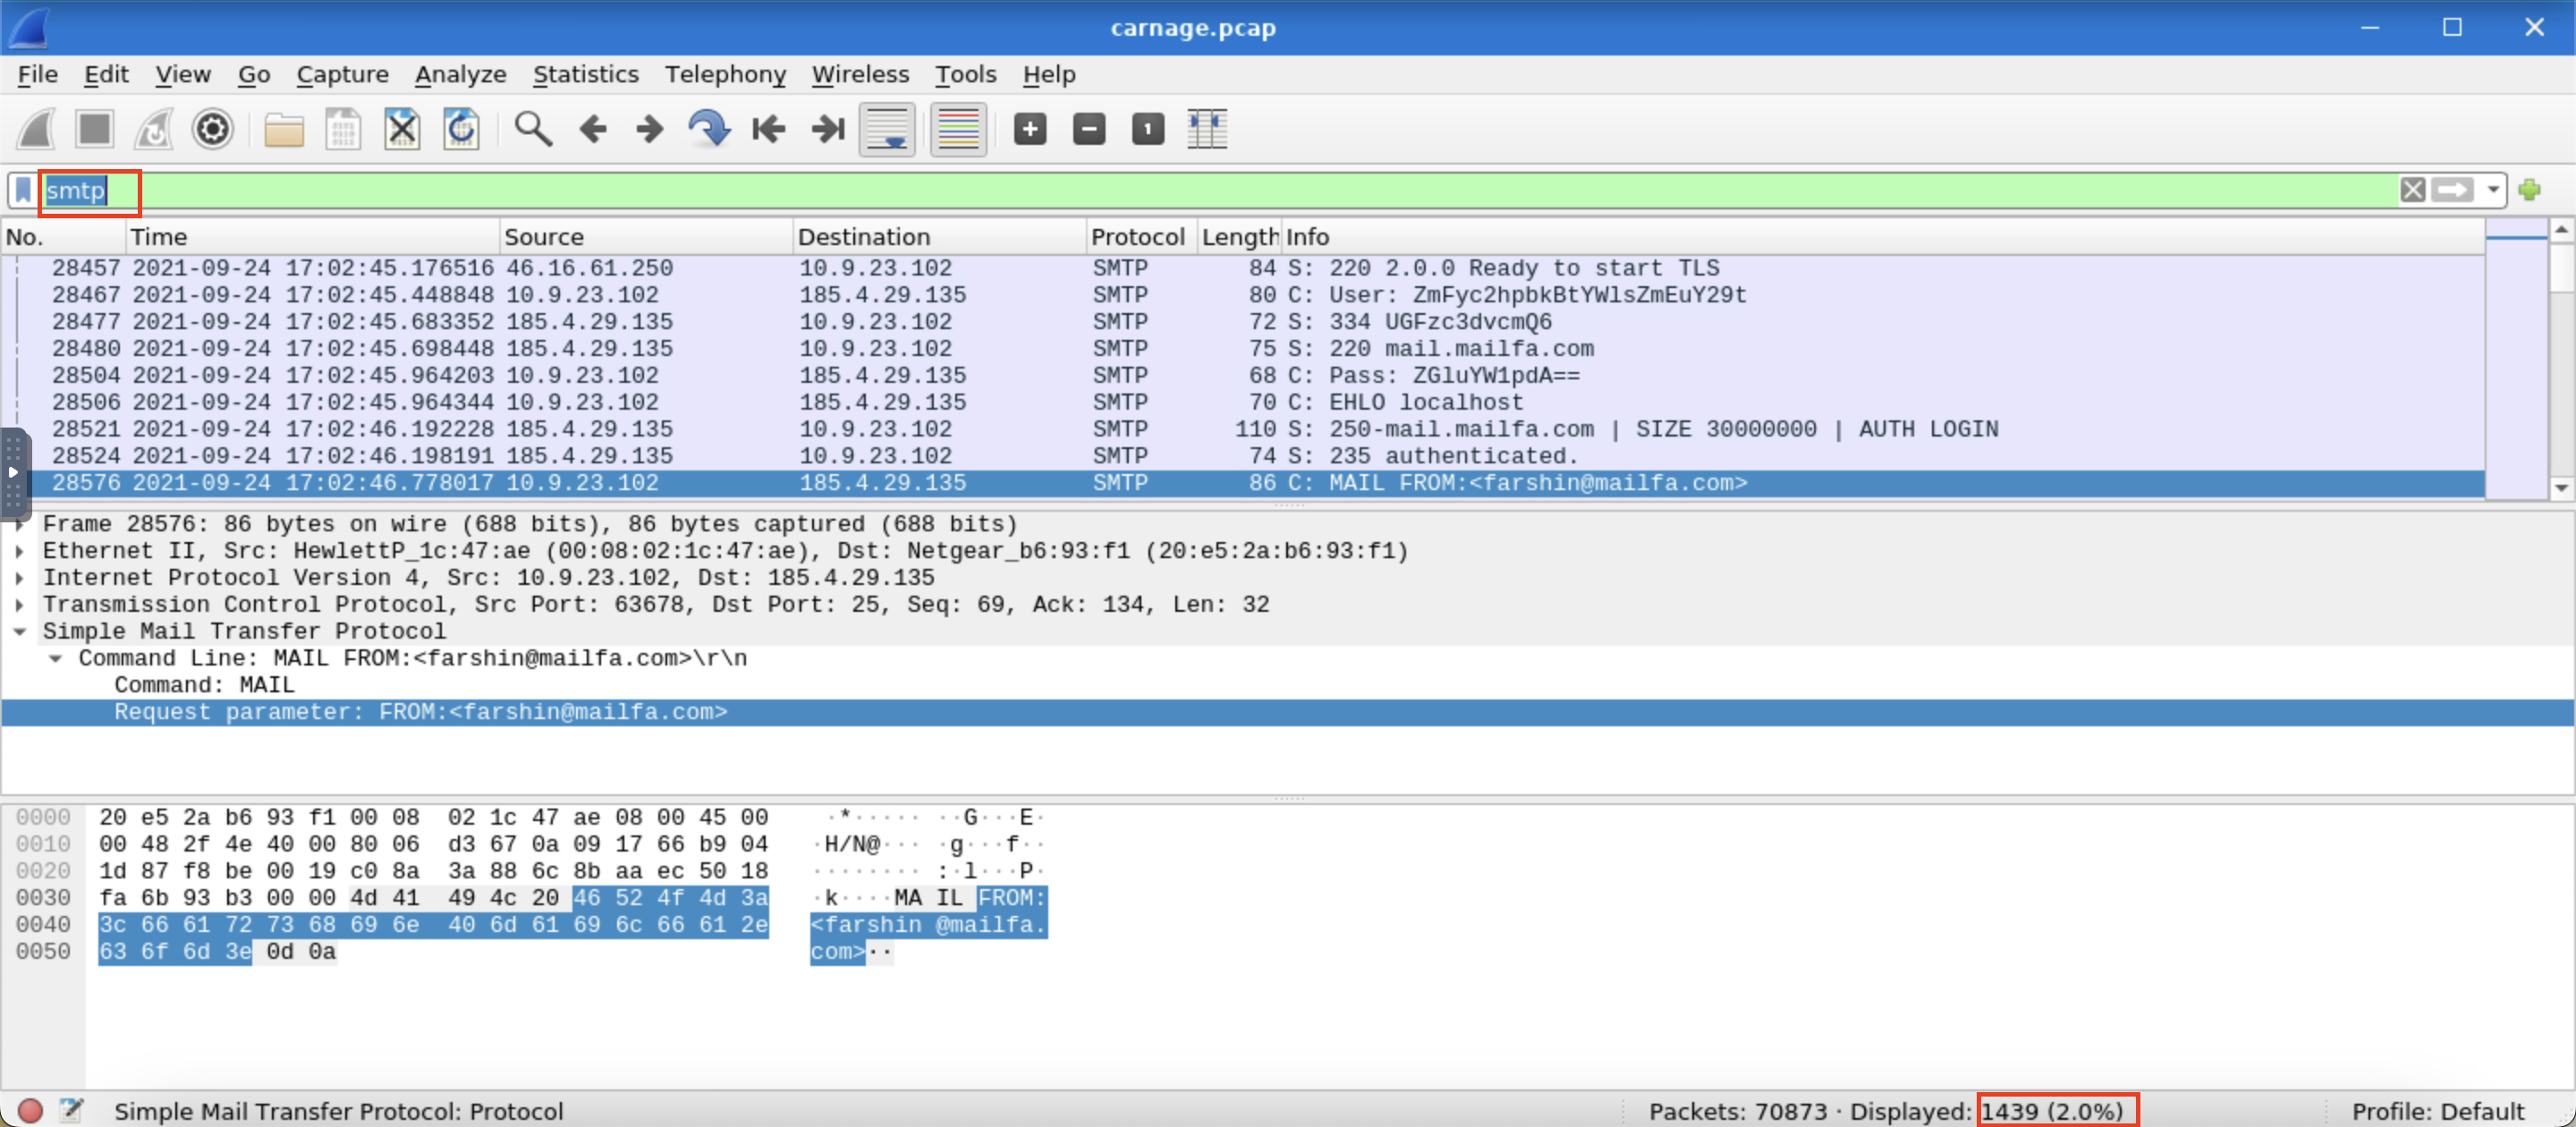 carnage.pcap
File Edit View Go Capture Analyze Statistics Telephony Wireless Tools Help
smtp
No. Time Source Destination Protocol Length Info
28457 2021-09-24 17:02:45.176516 46.16.61.250 10.9.23.102 SMTP 84 S: 220 2.0.0 Ready to start TLS
28467 2021-09-24 17:02:45.448848 10.9.23.102 185.4.29.135 SMTP 80 C: User: ZmFyc2hpbkBtYWlsZmEuY29t
28477 2021-09-24 17:02:45.683352 185.4.29.135 10.9.23.102 SMTP 72 S: 334 UGFzc3dvcmQ6
28480 2021-09-24 17:02:45.698448 185.4.29.135 10.9.23.102 SMTP 75 S: 220 mail.mailfa.com
28504 2021-09-24 17:02:45.964203 10.9.23.102 185.4.29.135 SMTP 68 C: Pass: ZGluYW1pdA==
28506 2021-09-24 17:02:45.964344 10.9.23.102 185.4.29.135 SMTP 70 C: EHLO localhost
28521 2021-09-24 17:02:46.192228 185.4.29.135 10.9.23.102 SMTP 110 S: 250-mail.mailfa.com | SIZE 30000000 | AUTH LOGIN
28524 2021-09-24 17:02:46.198191 185.4.29.135 10.9.23.102 SMTP 74 S: 235 authenticated.
28576 2021-09-24 17:02:46.778017 10.9.23.102 185.4.29.135 SMTP 86 C: MAIL FROM:<farshin@mailfa.com>
Frame 28576: 86 bytes on wire (688 bits), 86 bytes captured (688 bits)
Ethernet II, Src: HewlettP_1c:47:ae (00:08:02:1c:47:ae), Dst: Netgear_b6:93:f1 (20:e5:2a:b6:93:f1)
Internet Protocol Version 4, Src: 10.9.23.102, Dst: 185.4.29.135
Transmission Control Protocol, Src Port: 63678, Dst Port: 25, Seq: 69, Ack: 134, Len: 32
Simple Mail Transfer Protocol
Command Line: MAIL FROM:<farshin@mailfa.com>\r\n
Command: MAIL
Request parameter: FROM:<farshin@mailfa.com>
0000 20 e5 2a b6 93 f1 00 08 02 1c 47 ae 08 00 45 00 ·*····· ··G···E·
0010 00 48 2f 4e 40 00 80 06 d3 67 0a 09 17 66 b9 04 ·H/N@··· ·g···f··
0020 1d 87 f8 be 00 19 c0 8a 3a 88 6c 8b aa ec 50 18 ········ :·l···P·
0030 fa 6b 93 b3 00 00 4d 41 49 4c 20 46 52 4f 4d 3a ·k····MA IL FROM:
0040 3c 66 61 72 73 68 69 6e 40 6d 61 69 6c 66 61 2e <farshin @mailfa.
0050 63 6f 6d 3e 0d 0a com>··
Simple Mail Transfer Protocol: Protocol Packets: 70873 · Displayed: 1439 (2.0%) Profile: Default